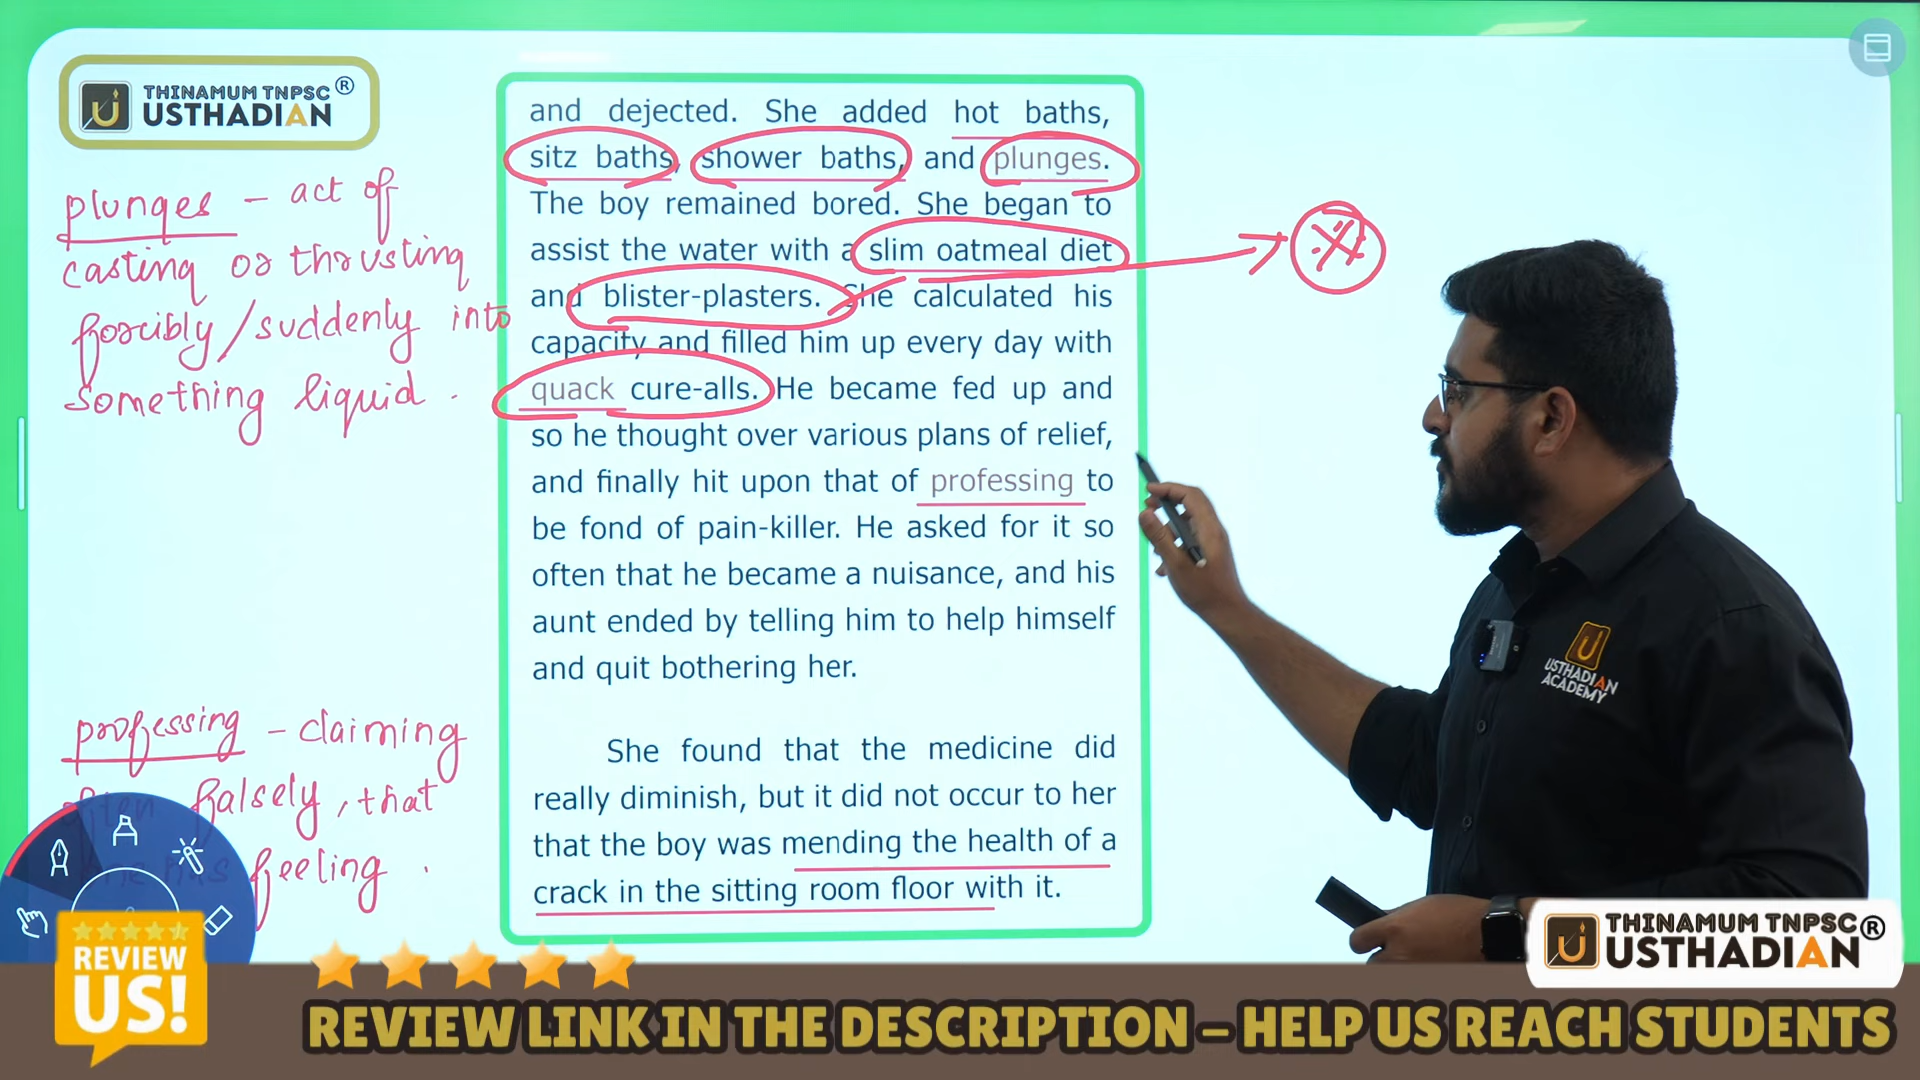 THINAMUM TNPSC ®
USTHADIAN
plunges - act of
casting or thrusting
forcibly/suddenly into
something liquid.
professing - claiming
falsely, that
feeling.
and dejected. She added hot baths,
sitz baths, shower baths, and plunges.
The boy remained bored. She began to
assist the water with a slim oatmeal diet
and blister-plasters. She calculated his
capacity and filled him up every day with
quack cure-alls. He became fed up and
so he thought over various plans of relief,
and finally hit upon that of professing to
be fond of pain-killer. He asked for it so
often that he became a nuisance, and his
aunt ended by telling him to help himself
and quit bothering her.
She found that the medicine did
really diminish, but it did not occur to her
that the boy was mending the health of a
crack in the sitting room floor with it.
USTHADIAN
ACADEMY
THINAMUM TNPSC ®
USTHADIAN
REVIEW
US!
REVIEW LINK IN THE DESCRIPTION – HELP US REACH STUDENTS